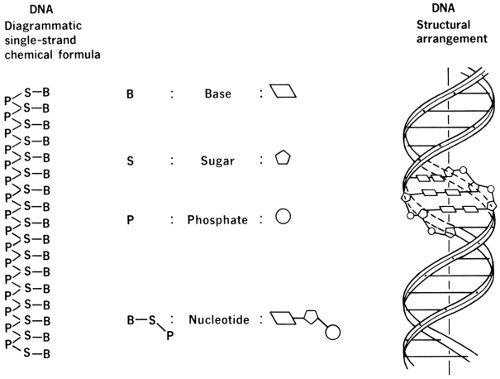 DNA
Diagrammatic
single-strand
chemical formula
S—B
P
S—B
P
S—B
P
S—B
P
S—B
P
S—B
P
S—B
P
S—B
P
S—B
P
S—B
P
S—B
P
S—B
P
S—B
P
S—B
P
S—B
P
S—B
P
S—B
B : Base :
S : Sugar :
P : Phosphate :
B—S : Nucleotide :
P
DNA
Structural
arrangement